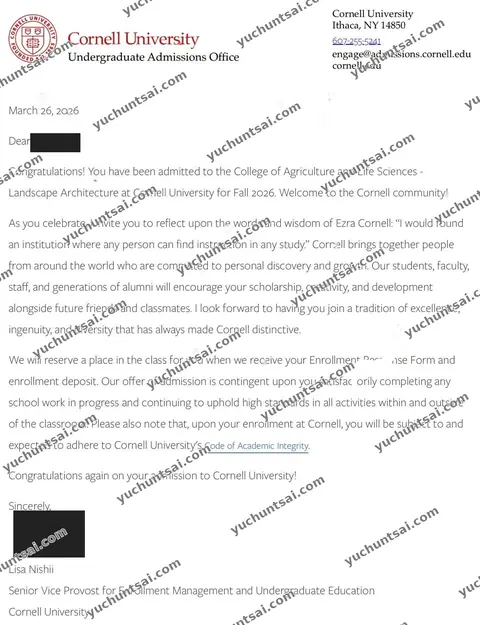 Cornell University
Undergraduate Admissions Office
Cornell University
Ithaca, NY 14850
607-255-5241
engage@admissions.cornell.edu
cornell.edu
March 26, 2026
Dear
Congratulations! You have been admitted to the College of Agriculture and Life Sciences -
Landscape Architecture at Cornell University for Fall 2026. Welcome to the Cornell community!
As you celebrate, I invite you to reflect upon the words and wisdom of Ezra Cornell: “I would found
an institution where any person can find instruction in any study.” Cornell brings together people
from around the world who are committed to personal discovery and growth. Our students, faculty,
staff, and generations of alumni will encourage your scholarship, creativity, and development
alongside future friends and classmates. I look forward to having you join a tradition of excellence,
ingenuity, and diversity that has always made Cornell distinctive.
We will reserve a place in the class for you when we receive your Enrollment Response Form and
enrollment deposit. Our offer of admission is contingent upon you satisfactorily completing any
school work in progress and continuing to uphold high standards in all activities within and outside
of the classroom. Please also note that, upon your enrollment at Cornell, you will be subject to and
expected to adhere to Cornell University’s Code of Academic Integrity.
Congratulations again on your admission to Cornell University!
Sincerely,
Lisa Nishii
Senior Vice Provost for Enrollment Management and Undergraduate Education
Cornell University
yuchuntsai.com